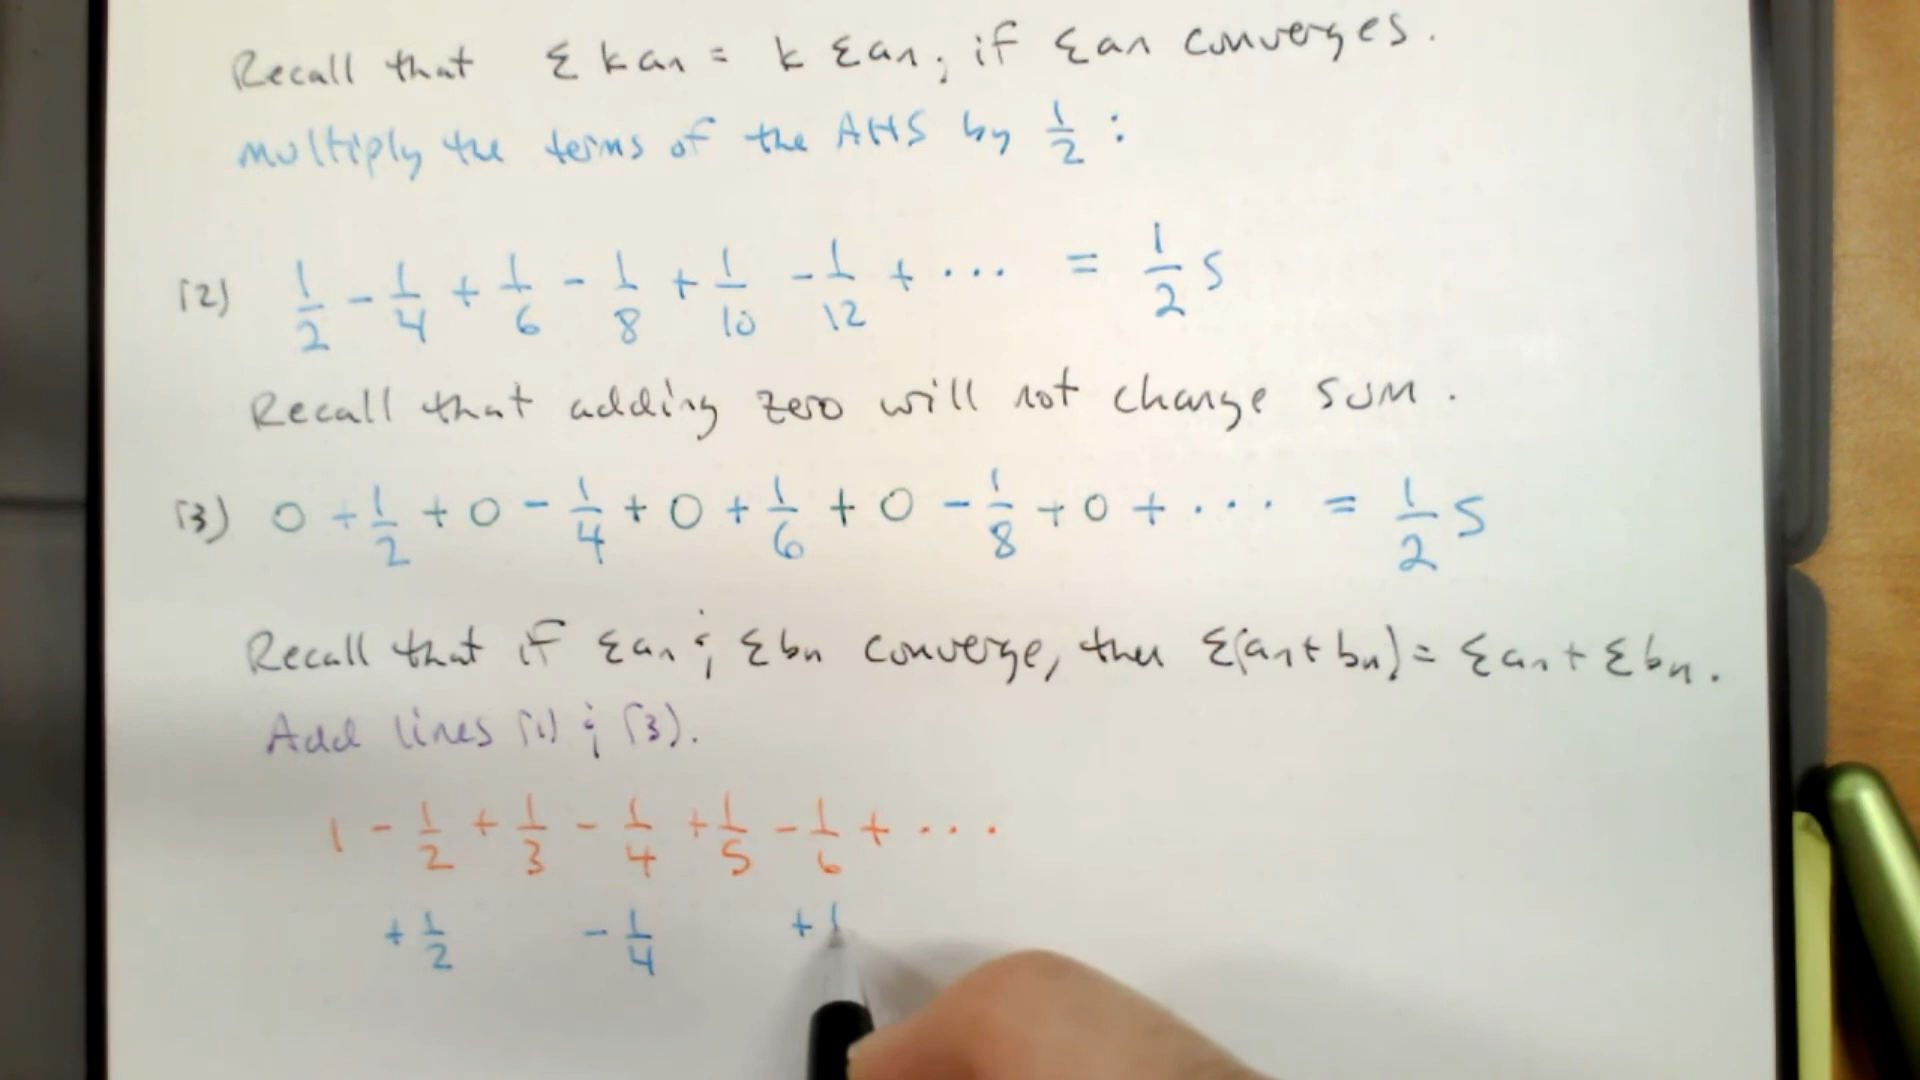 Recall that Σ k an = k Σ an, if Σ an converges.
multiply the terms of the AHS by 1/2 :
(2) 1/2 - 1/4 + 1/6 - 1/8 + 1/10 - 1/12 + ... = 1/2 S
Recall that adding zero will not change sum.
(3) 0 + 1/2 + 0 - 1/4 + 0 + 1/6 + 0 - 1/8 + 0 + ... = 1/2 S
Recall that if Σ an & Σ bn converge, then Σ(an + bn) = Σ an + Σ bn.
Add lines (1) & (3).
1 - 1/2 + 1/3 - 1/4 + 1/5 - 1/6 + ...
+ 1/2 - 1/4 + 1